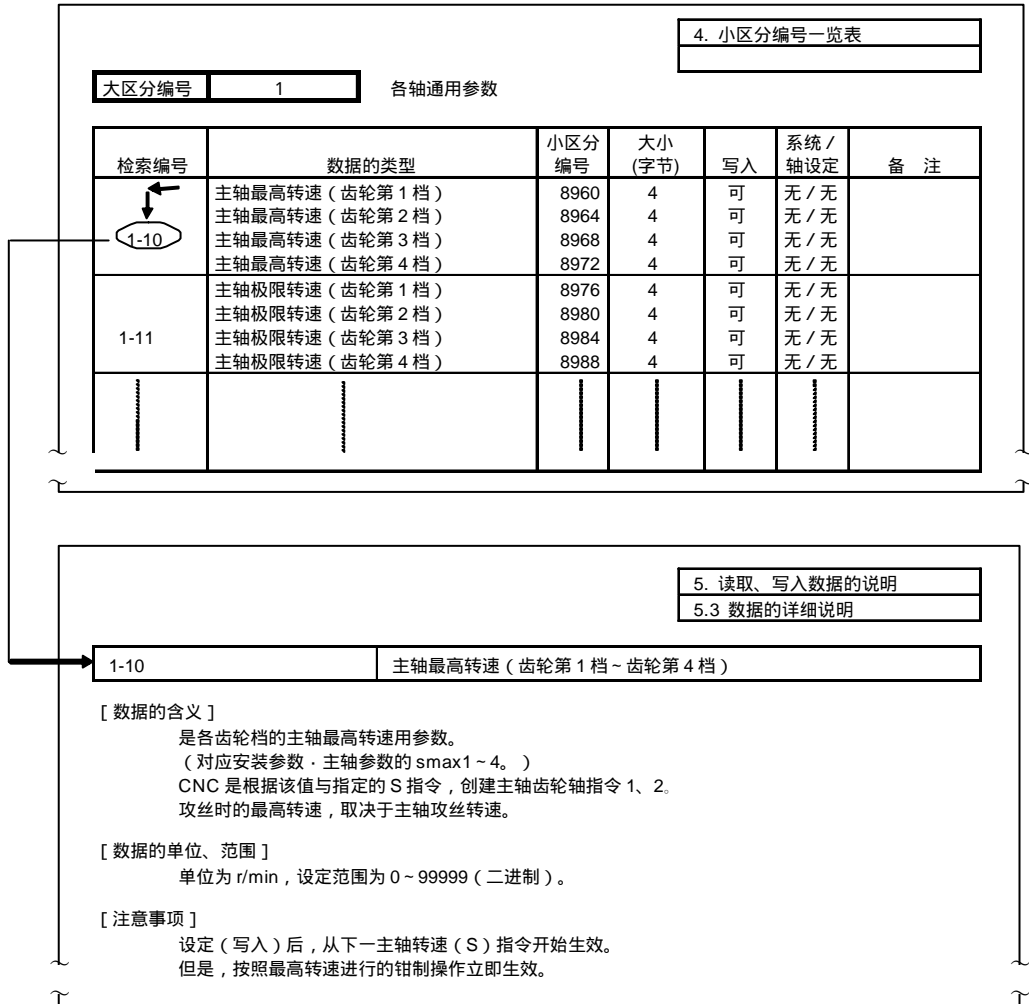 4. 小区分编号一览表
大区分编号 1 各轴通用参数
检索编号 数据的类型 小区分编号 大小(字节) 写入 系统/轴设定 备 注
主轴最高转速(齿轮第1档) 8960 4 可 无/无
主轴最高转速(齿轮第2档) 8964 4 可 无/无
1-10 主轴最高转速(齿轮第3档) 8968 4 可 无/无
主轴最高转速(齿轮第4档) 8972 4 可 无/无
主轴极限转速(齿轮第1档) 8976 4 可 无/无
主轴极限转速(齿轮第2档) 8980 4 可 无/无
1-11 主轴极限转速(齿轮第3档) 8984 4 可 无/无
主轴极限转速(齿轮第4档) 8988 4 可 无/无
5. 读取、写入数据的说明
5.3 数据的详细说明
1-10 主轴最高转速(齿轮第1档~齿轮第4档)
[数据的含义]
是各齿轮档的主轴最高转速用参数。
(对应安装参数·主轴参数的 smax1~4。)
CNC 是根据该值与指定的 S 指令,创建主轴齿轮轴指令 1、2。
攻丝时的最高转速,取决于主轴攻丝转速。
[数据的单位、范围]
单位为 r/min,设定范围为 0~99999(二进制)。
[注意事项]
设定(写入)后,从下一主轴转速(S)指令开始生效。
但是,按照最高转速进行的钳制操作立即生效。